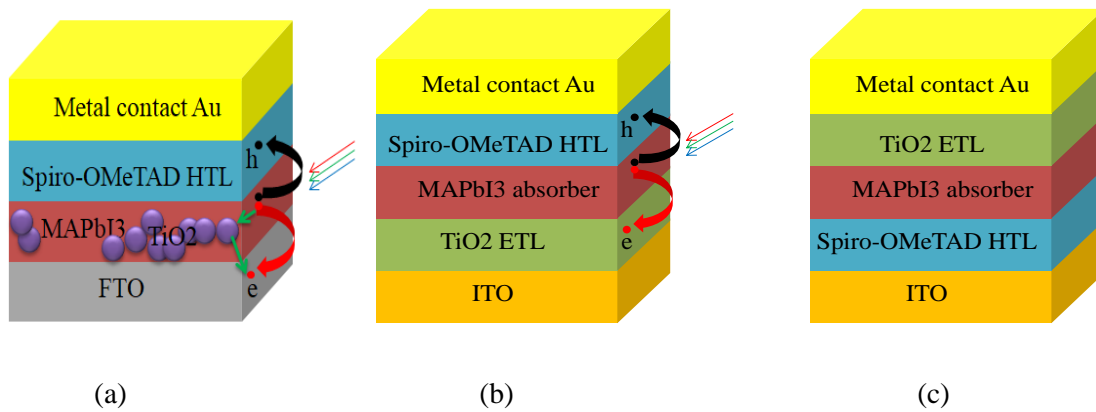 Metal contact Au
h
Spiro-OMeTAD HTL
MAPbI3
TiO2
e
FTO
(a)
Metal contact Au
h
Spiro-OMeTAD HTL
MAPbI3 absorber
TiO2 ETL
e
ITO
(b)
Metal contact Au
TiO2 ETL
MAPbI3 absorber
Spiro-OMeTAD HTL
ITO
(c)